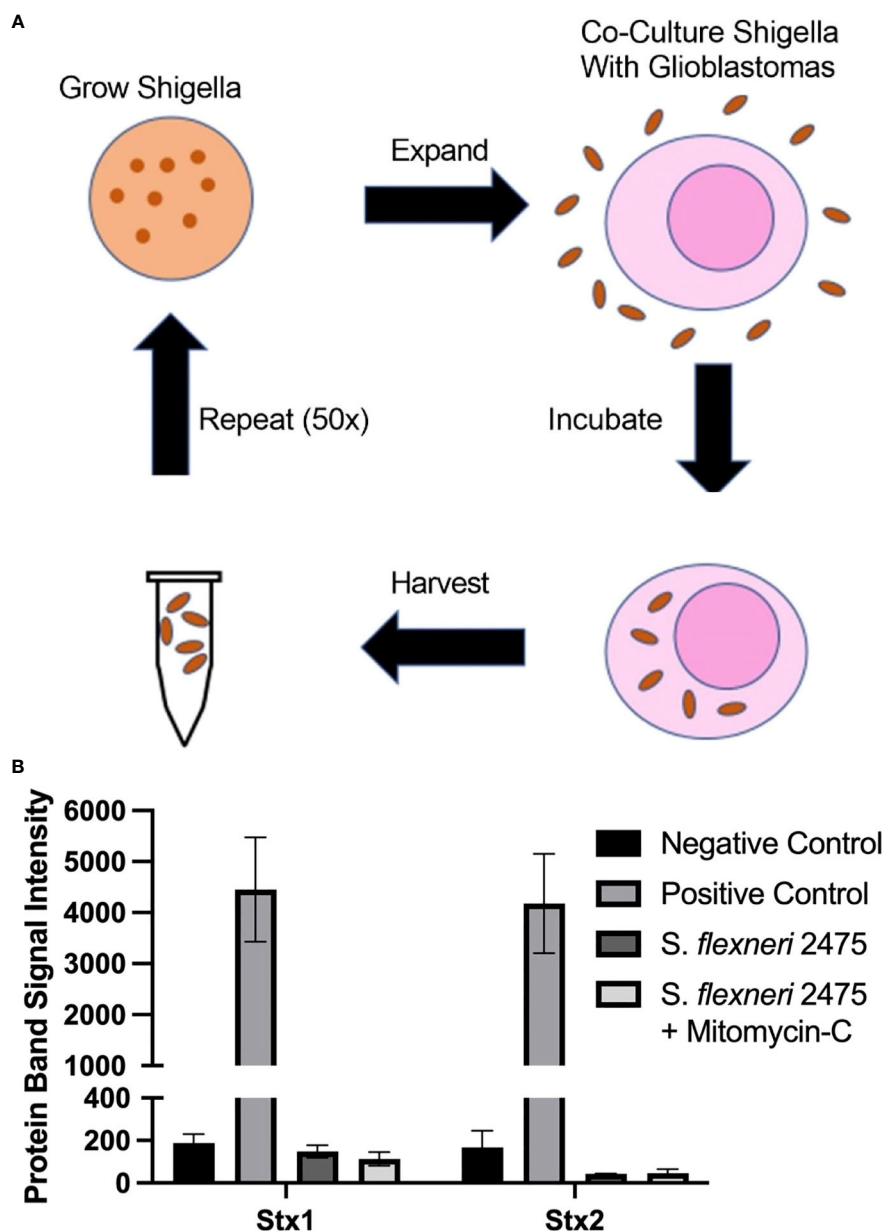 A
Grow Shigella
Co-Culture Shigella
With Glioblastomas
Expand
Repeat (50x)
Incubate
Harvest
B
Protein Band Signal Intensity
6000
5000
4000
3000
2000
1000
400
200
0
Stx1
Stx2
Negative Control
Positive Control
S. flexneri 2475
S. flexneri 2475
+ Mitomycin-C